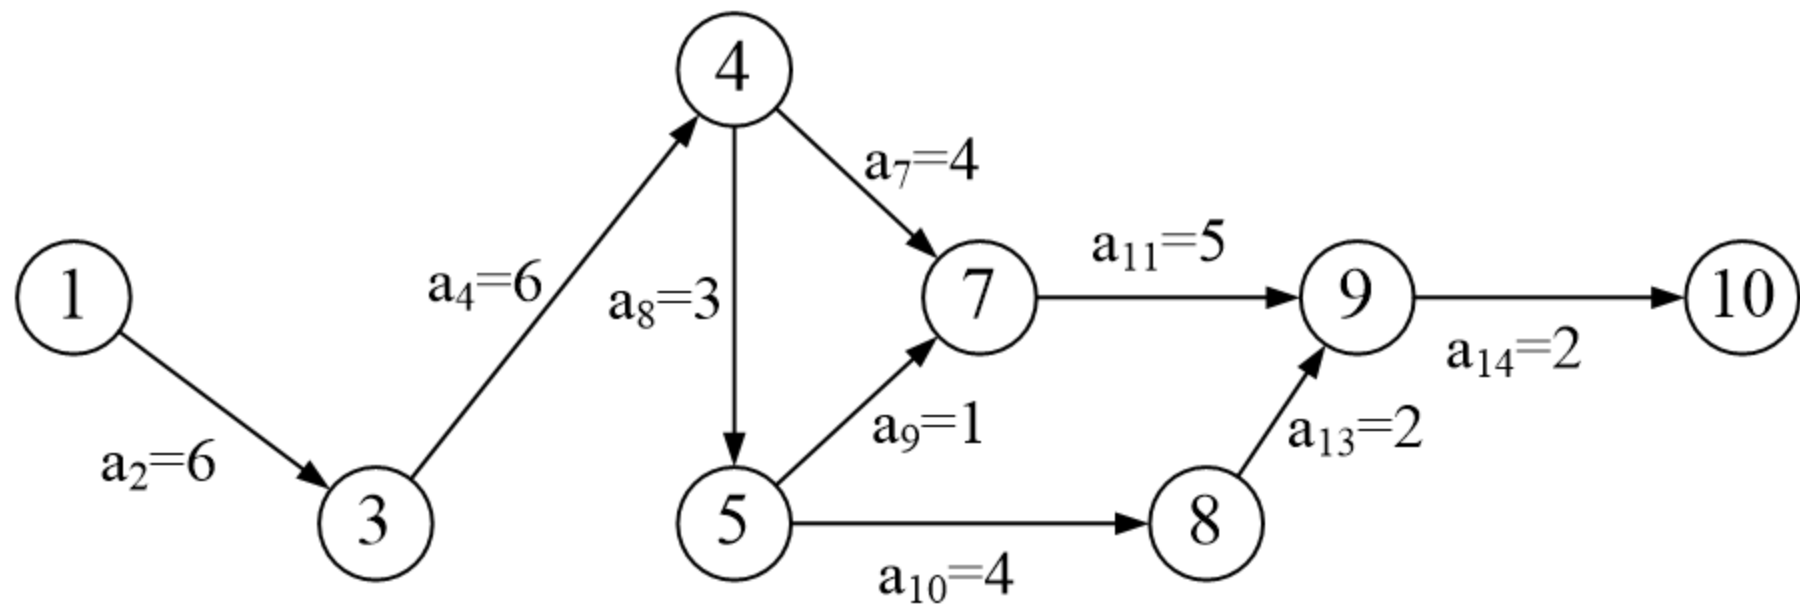 4
a₇=4
a₁₁=5
1
a₄=6
a₈=3
7
9
10
a₁₄=2
a₂=6
a₉=1
a₁₃=2
3
5
8
a₁₀=4